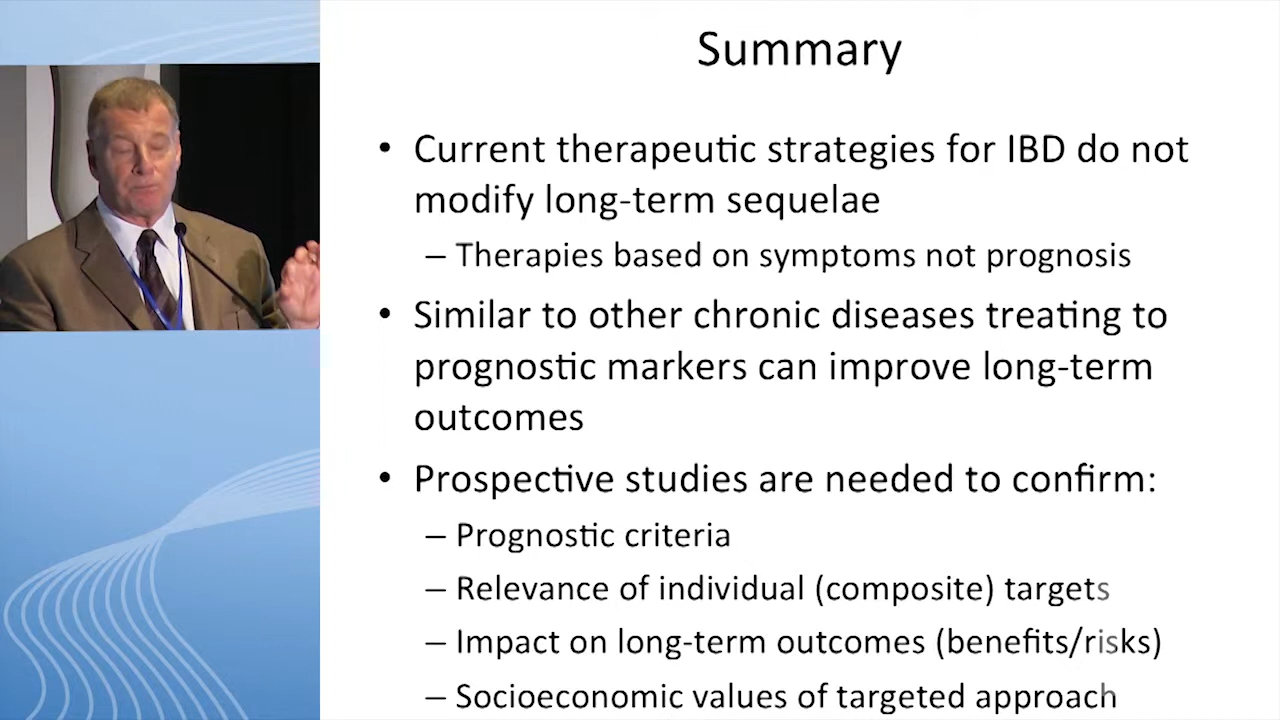 Summary
• Current therapeutic strategies for IBD do not
modify long-term sequelae
– Therapies based on symptoms not prognosis
• Similar to other chronic diseases treating to
prognostic markers can improve long-term
outcomes
• Prospective studies are needed to confirm:
– Prognostic criteria
– Relevance of individual (composite) targets
– Impact on long-term outcomes (benefits/risks)
– Socioeconomic values of targeted approach